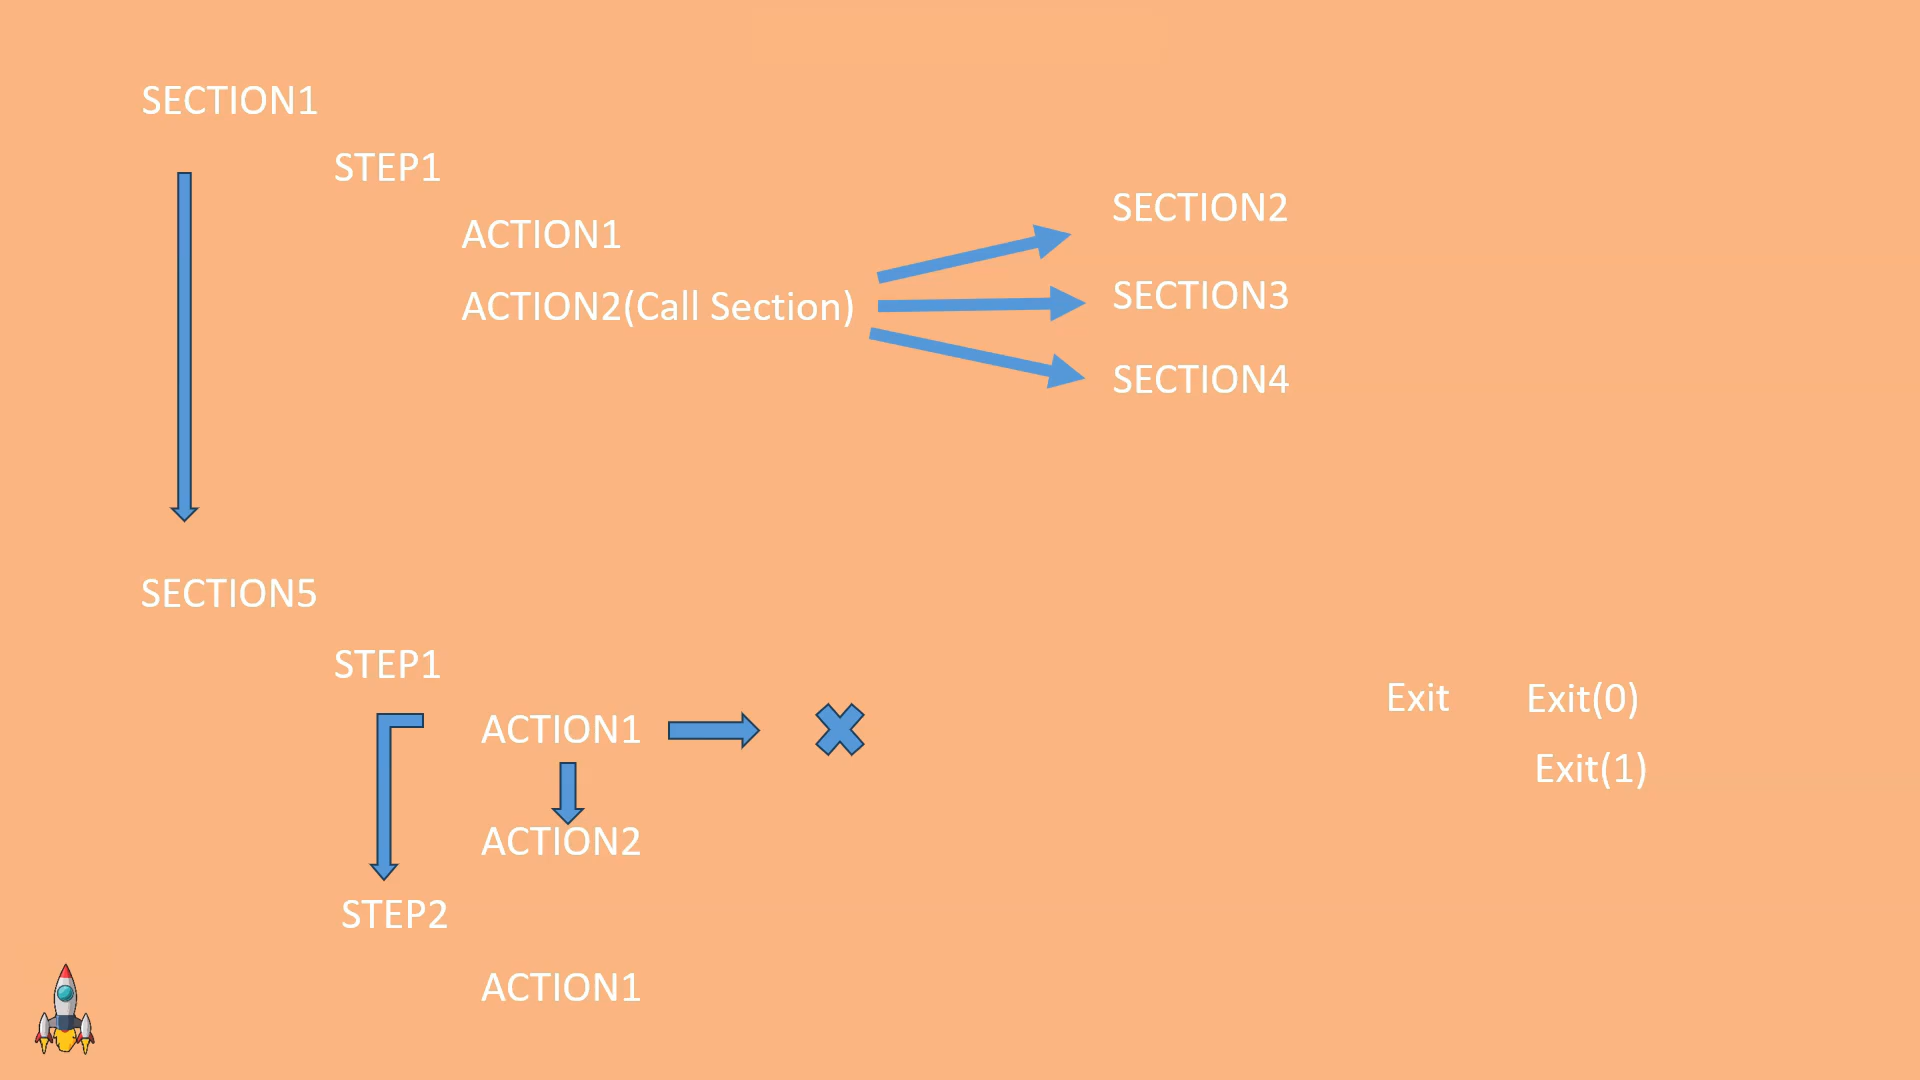 SECTION1
STEP1
ACTION1
ACTION2(Call Section)
SECTION2
SECTION3
SECTION4
SECTION5
STEP1
ACTION1
ACTION2
STEP2
ACTION1
Exit Exit(0)
Exit(1)